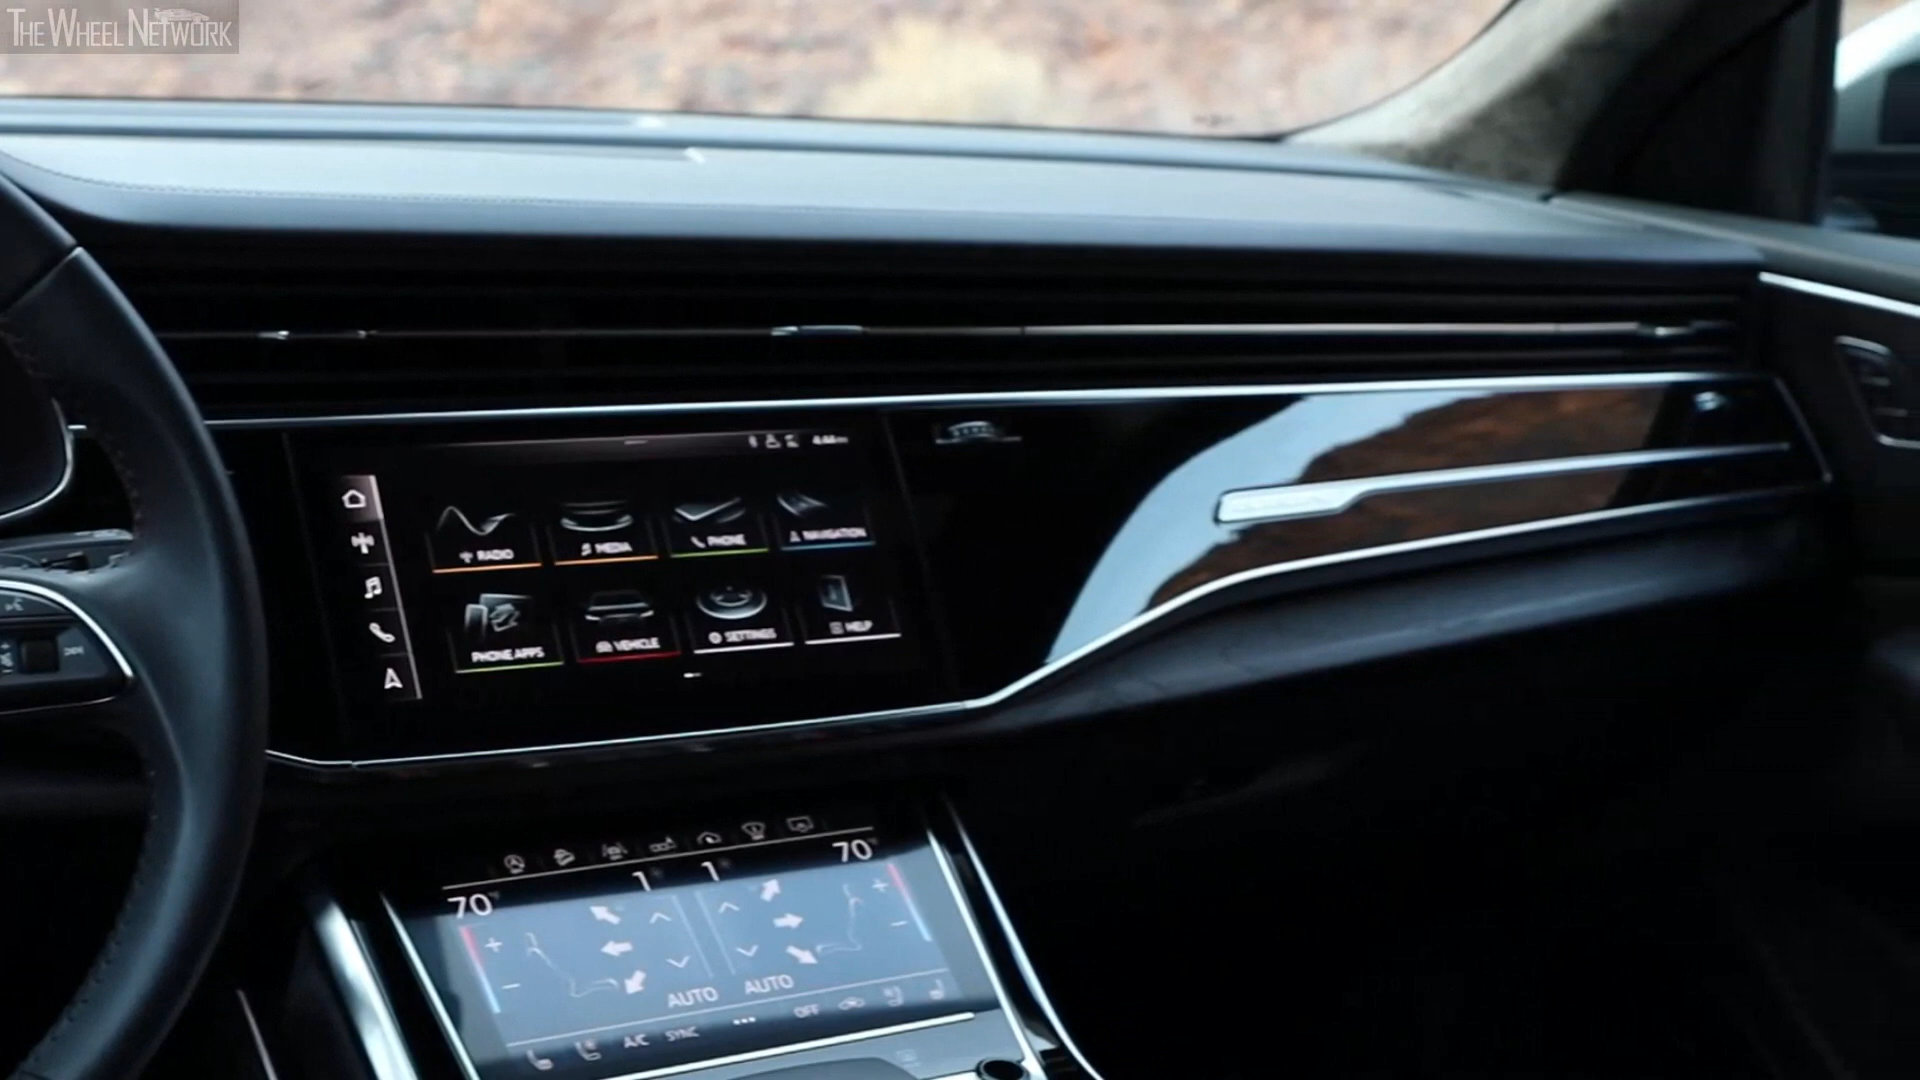 THE WHEEL NETWORK
RADIO
MEDIA
PHONE
NAVIGATION
PHONE APPS
VEHICLE
SETTINGS
HELP
70°
1
1
70°
AUTO
AUTO
A/C
SYNC
OFF